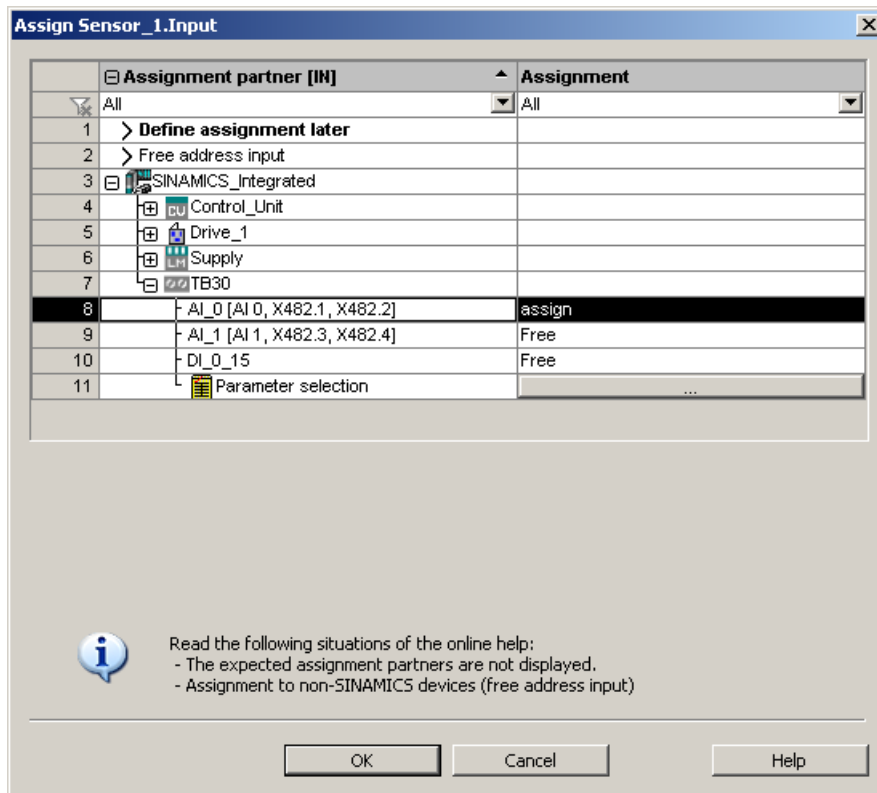 Assign Sensor_1.Input
Assignment partner [IN] Assignment
All All
1 Define assignment later
2 Free address input
3 SINAMICS_Integrated
4 CU Control_Unit
5 Drive_1
6 LM Supply
7 TB30
8 AI_0 [AI 0, X482.1, X482.2] assign
9 AI_1 [AI 1, X482.3, X482.4] Free
10 DI_0_15 Free
11 Parameter selection ...
Read the following situations of the online help:
- The expected assignment partners are not displayed.
- Assignment to non-SINAMICS devices (free address input)
OK Cancel Help